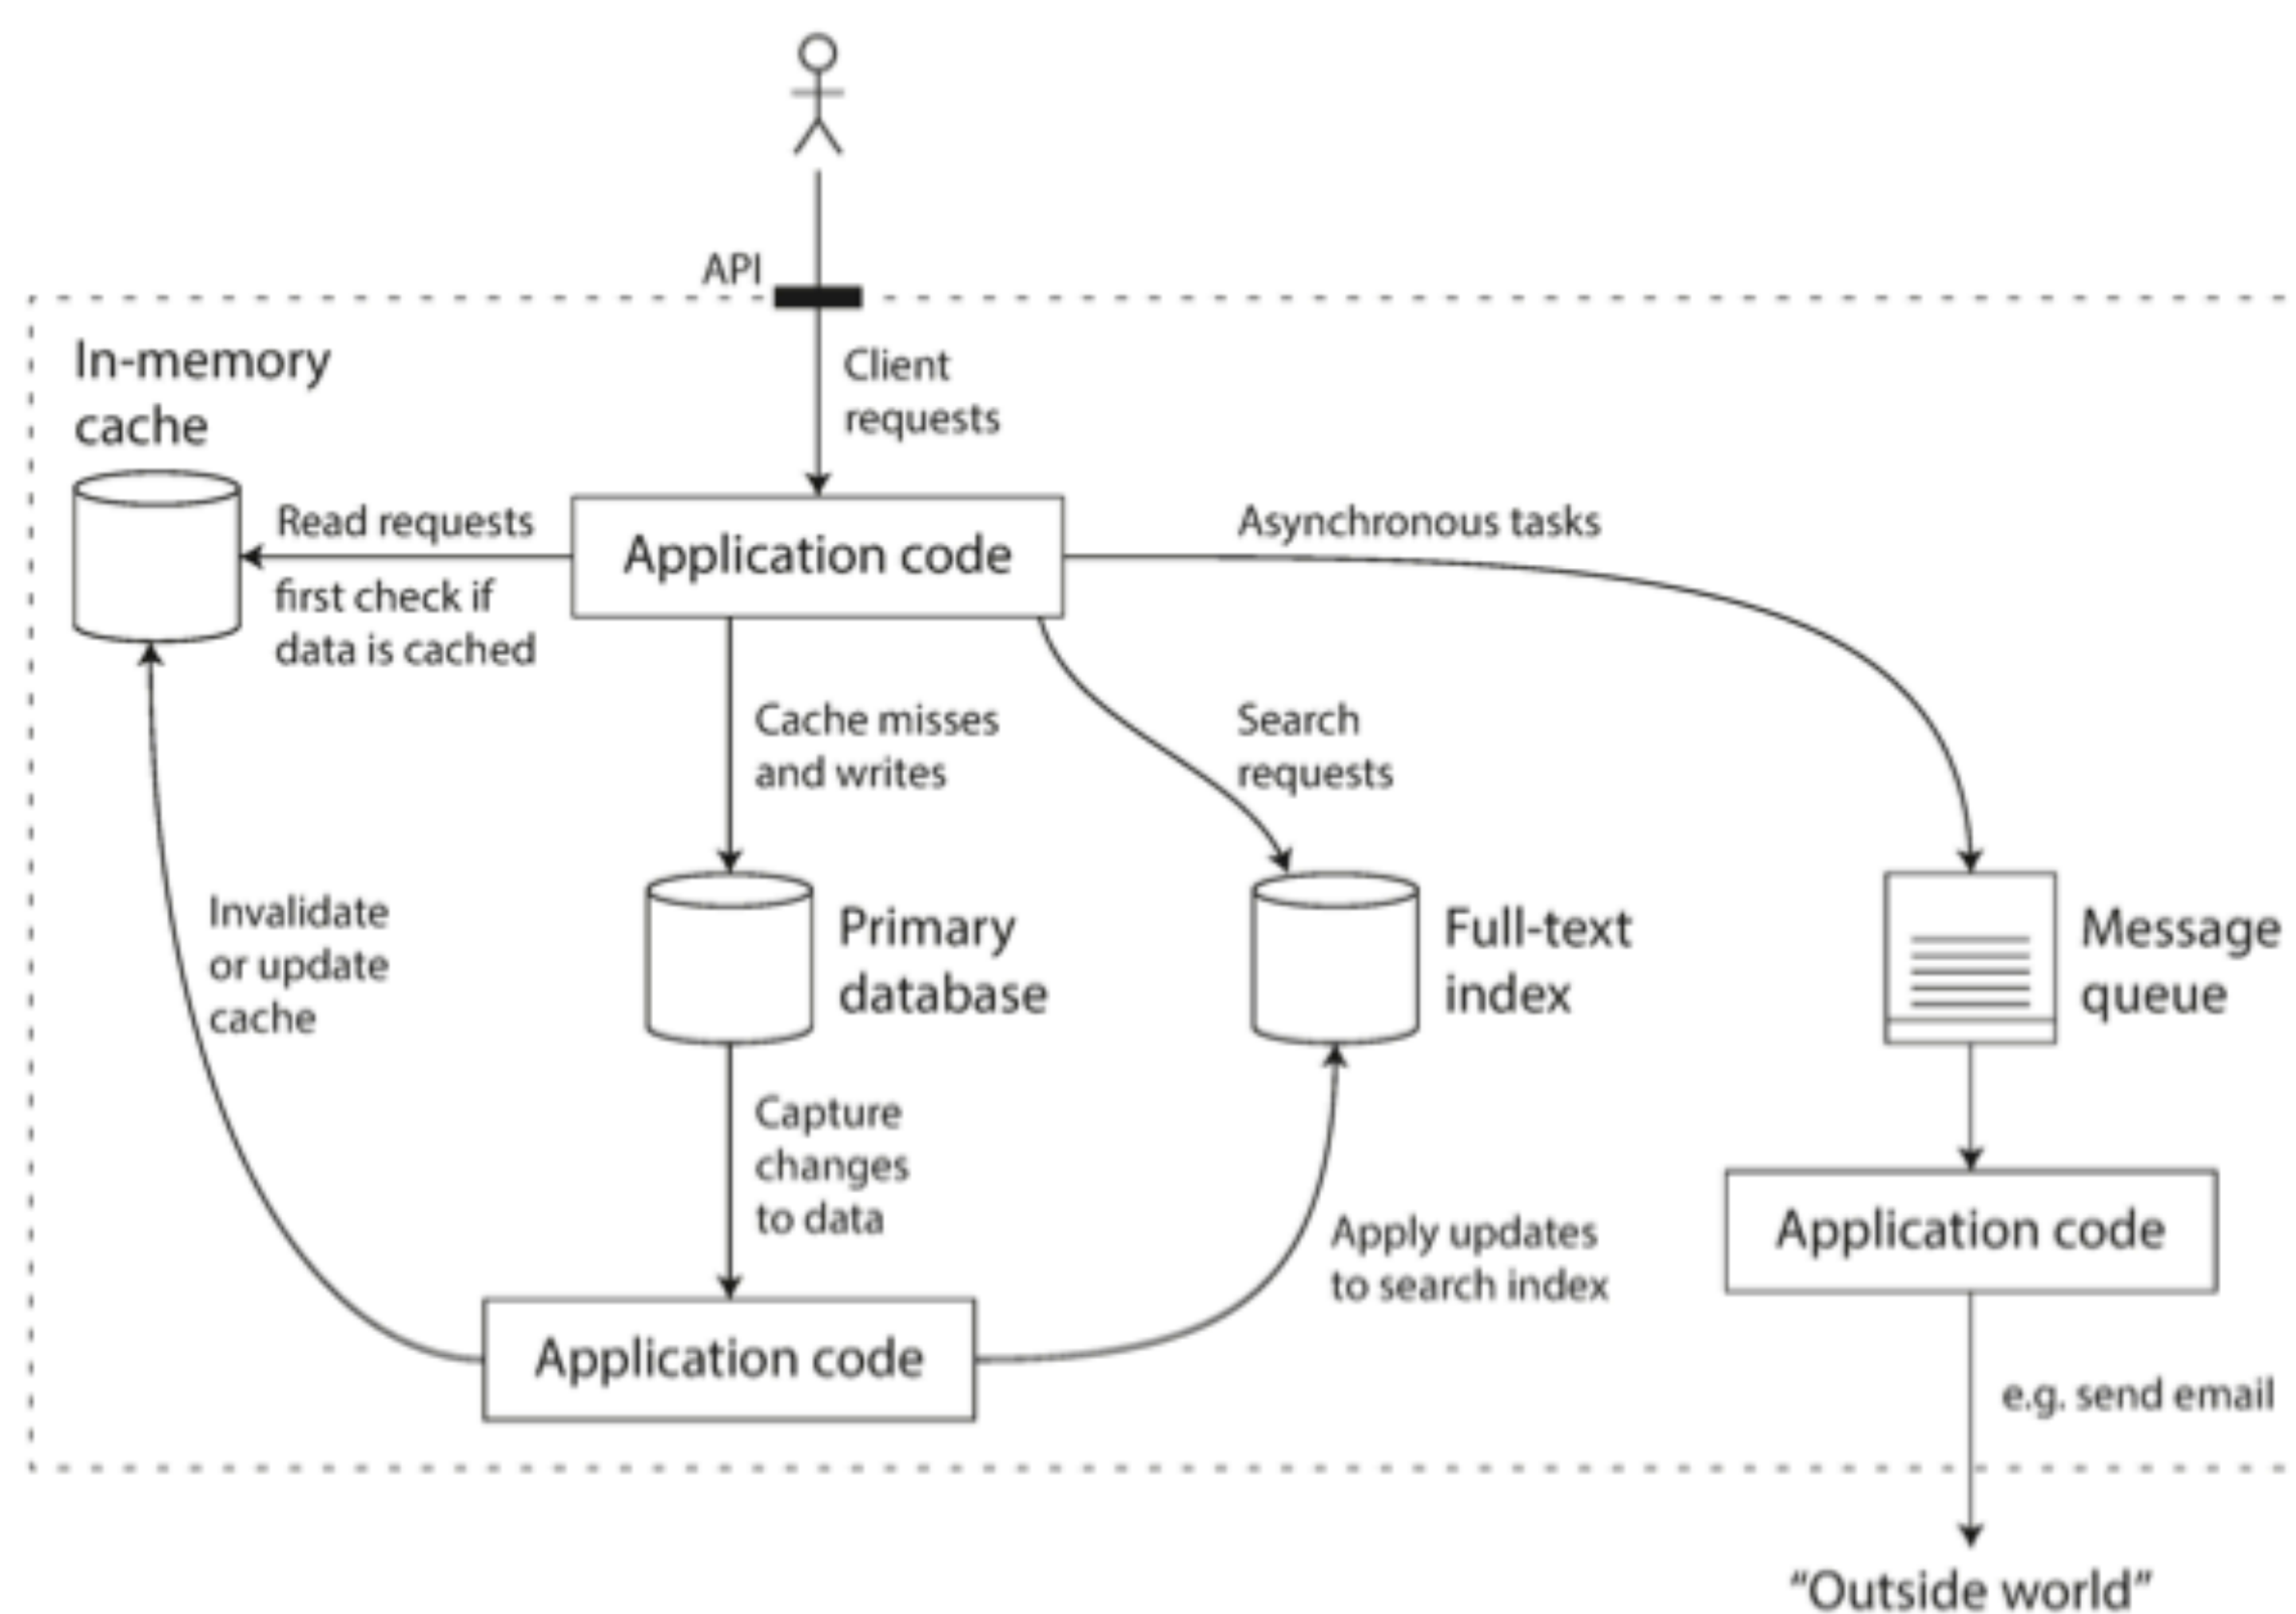 API
Client
requests
In-memory
cache
Read requests
first check if
data is cached
Application code
Asynchronous tasks
Cache misses
and writes
Search
requests
Invalidate
or update
cache
Primary
database
Full-text
index
Message
queue
Capture
changes
to data
Apply updates
to search index
Application code
Application code
e.g. send email
“Outside world”